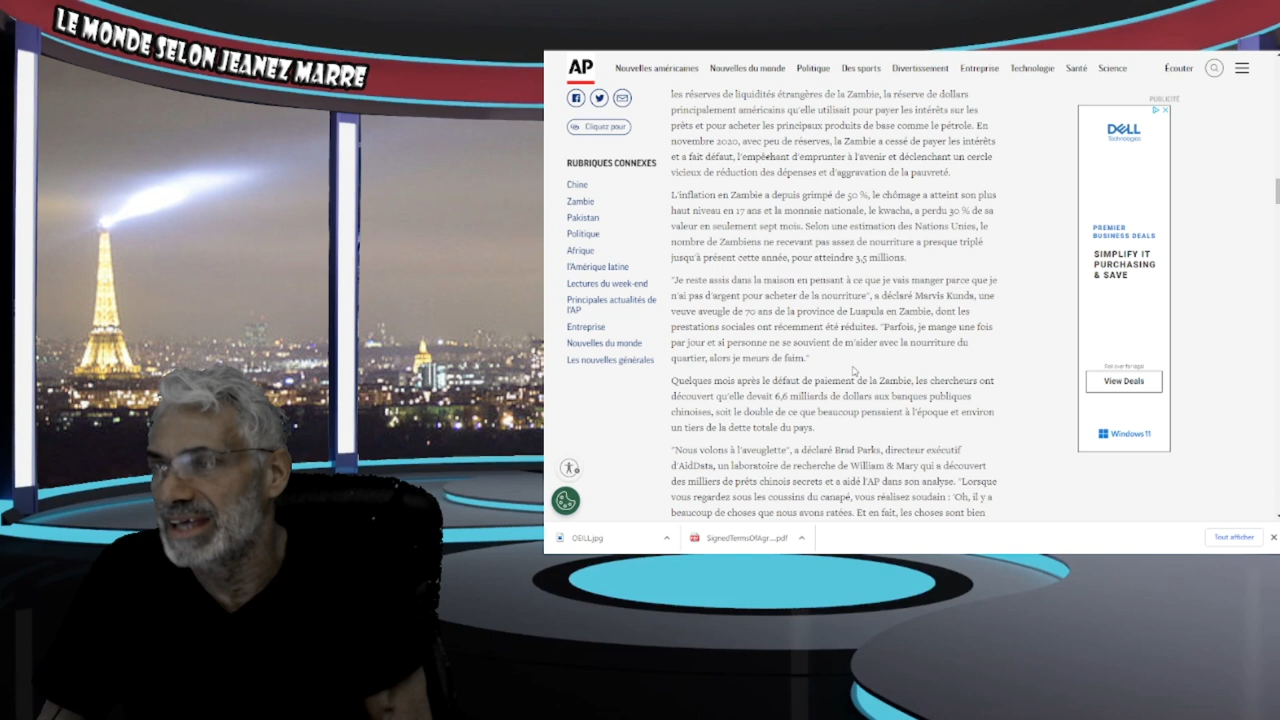 LE MONDE SELON JEANEZ MARRE
AP
Nouvelles américaines
Nouvelles du monde
Politique
Des sports
Divertissement
Entreprise
Technologie
Santé
Science
Écouter
Cliquez pour
RUBRIQUES CONNEXES
Chine
Zambie
Pakistan
Politique
Afrique
l'Amérique latine
Lectures du week-end
Principales actualités de
l'AP
Entreprise
Nouvelles du monde
Les nouvelles générales
les réserves de liquidités étrangères de la Zambie, la réserve de dollars
principalement américains qu'elle utilisait pour payer les intérêts sur les
prêts et pour acheter les principaux produits de base comme le pétrole. En
novembre 2020, avec peu de réserves, la Zambie a cessé de payer les intérêts
et a fait défaut, l'empêchant d'emprunter à l'avenir et déclenchant un cercle
vicieux de réduction des dépenses et d'aggravation de la pauvreté.
L'inflation en Zambie a depuis grimpé de 50 %, le chômage a atteint son plus
haut niveau en 17 ans et la monnaie nationale, le kwacha, a perdu 30 % de sa
valeur en seulement sept mois. Selon une estimation des Nations Unies, le
nombre de Zambiens ne recevant pas assez de nourriture a presque triplé
jusqu'à présent cette année, pour atteindre 3,5 millions.
"Je reste assis dans la maison en pensant à ce que je vais manger parce que je
n'ai pas d'argent pour acheter de la nourriture", a déclaré Marvis Kunda, une
veuve aveugle de 70 ans de la province de Luapula en Zambie, dont les
prestations sociales ont récemment été réduites. "Parfois, je mange une fois
par jour et si personne ne se souvient de m'aider avec la nourriture du
quartier, alors je meurs de faim."
Quelques mois après le défaut de paiement de la Zambie, les chercheurs ont
découvert qu'elle devait 6,6 milliards de dollars aux banques publiques
chinoises, soit le double de ce que beaucoup pensaient à l'époque et environ
un tiers de la dette totale du pays.
"Nous volons à l'aveuglette", a déclaré Brad Parks, directeur exécutif
d'AidData, un laboratoire de recherche de William & Mary qui a découvert
des milliers de prêts chinois secrets et a aidé l'AP dans son analyse. "Lorsque
vous regardez sous les coussins du canapé, vous réalisez soudain : 'Oh, il y a
beaucoup de choses que nous avons ratées. Et en fait, les choses sont bien
PUBLICITÉ
DELL
Technologies
PREMIER
BUSINESS DEALS
SIMPLIFY IT
PURCHASING
& SAVE
View Deals
Windows 11
OEILL.jpg
SignedTermsOfAgr....pdf
Tout afficher